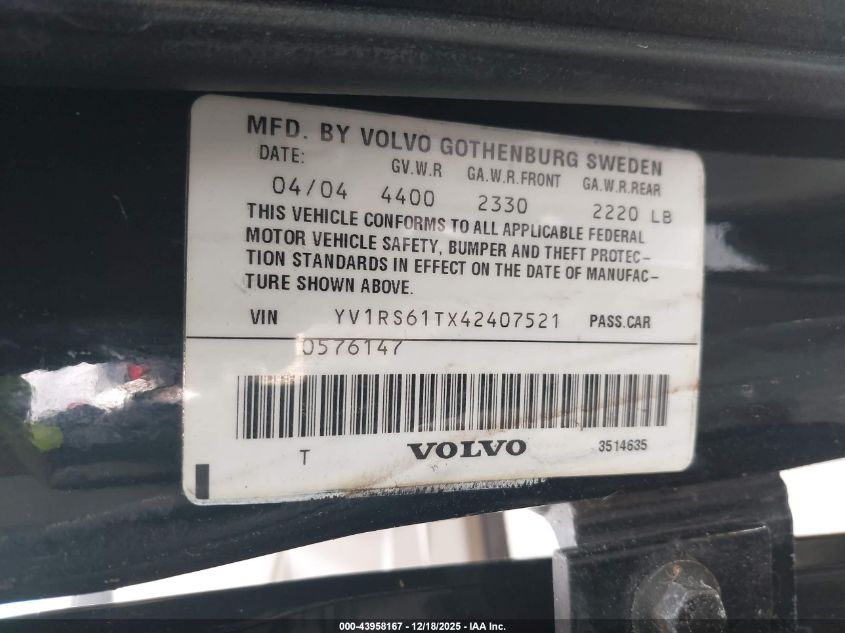 MFD. BY VOLVO GOTHENBURG SWEDEN
DATE: GV.W.R GA.W.R.FRONT GA.W.R.REAR
04/04 4400 2330 2220 LB
THIS VEHICLE CONFORMS TO ALL APPLICABLE FEDERAL
MOTOR VEHICLE SAFETY, BUMPER AND THEFT PROTEC-
TION STANDARDS IN EFFECT ON THE DATE OF MANUFAC-
TURE SHOWN ABOVE.
VIN YV1RS61TX42407521 PASS.CAR
0576147
T VOLVO 3514635
000-43958167 - 12/18/2025 - IAA Inc.